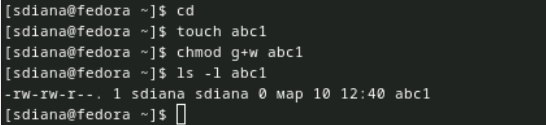 [sdiana@fedora ~]$ cd
[sdiana@fedora ~]$ touch abc1
[sdiana@fedora ~]$ chmod g+w abc1
[sdiana@fedora ~]$ ls -l abc1
-rw-rw-r--. 1 sdiana sdiana 0 мар 10 12:40 abc1
[sdiana@fedora ~]$